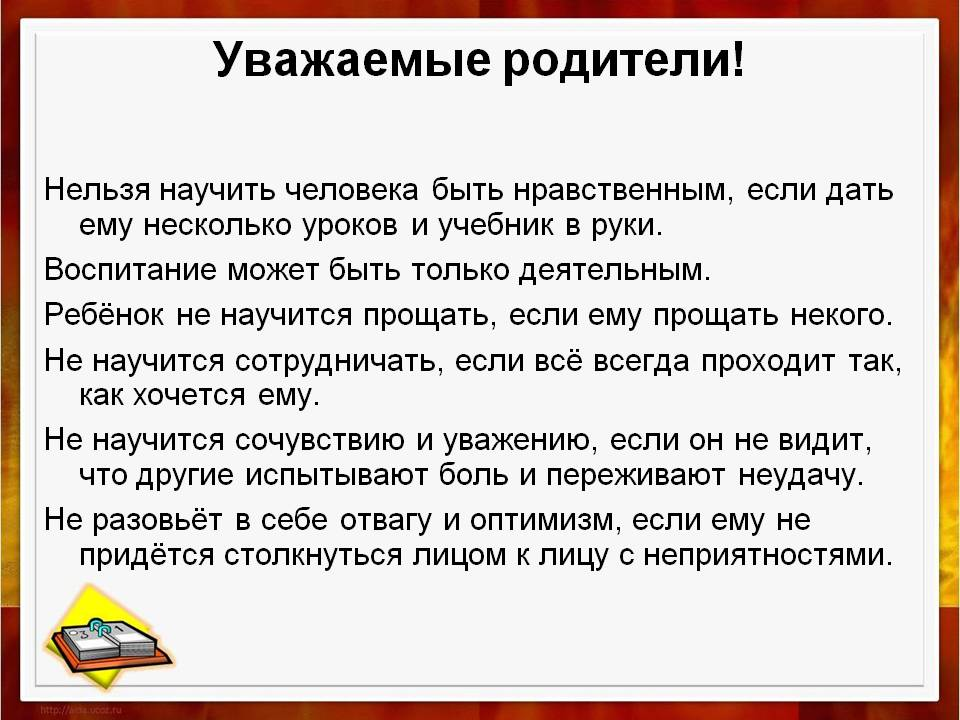 Уважаемые родители!
Нельзя научить человека быть нравственным, если дать
ему несколько уроков и учебник в руки.
Воспитание может быть только деятельным.
Ребёнок не научится прощать, если ему прощать некого.
Не научится сотрудничать, если всё всегда проходит так,
как хочется ему.
Не научится сочувствию и уважению, если он не видит,
что другие испытывают боль и переживают неудачу.
Не разовьёт в себе отвагу и оптимизм, если ему не
придётся столкнуться лицом к лицу с неприятностями.
3 1
http://aida.ucoz.ru